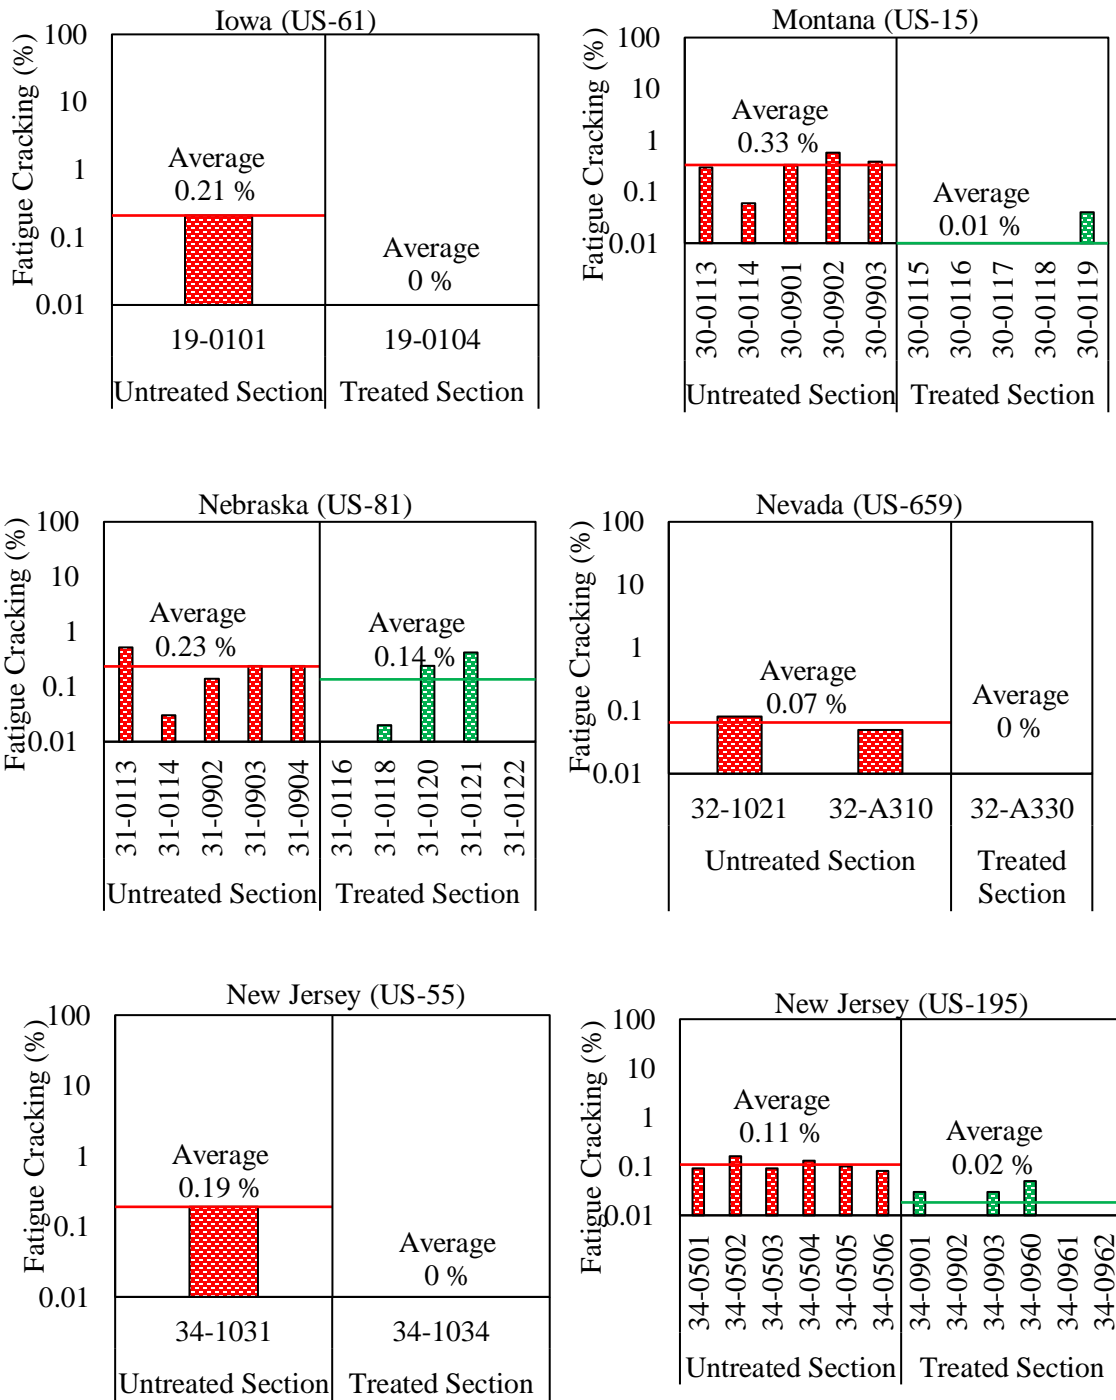 Iowa (US-61)
Fatigue Cracking (%)
100
10
1
0.1
0.01
Average
0.21 %
Average
0 %
19-0101
19-0104
Untreated Section
Treated Section
Montana (US-15)
Fatigue Cracking (%)
100
10
1
0.1
0.01
Average
0.33 %
Average
0.01 %
30-0113
30-0114
30-0901
30-0902
30-0903
30-0115
30-0116
30-0117
30-0118
30-0119
Untreated Section
Treated Section
Nebraska (US-81)
Fatigue Cracking (%)
100
10
1
0.1
0.01
Average
0.23 %
Average
0.14 %
31-0113
31-0114
31-0902
31-0903
31-0904
31-0116
31-0118
31-0120
31-0121
31-0122
Untreated Section
Treated Section
Nevada (US-659)
Fatigue Cracking (%)
100
10
1
0.1
0.01
Average
0.07 %
Average
0 %
32-1021
32-A310
32-A330
Untreated Section
Treated
Section
New Jersey (US-55)
Fatigue Cracking (%)
100
10
1
0.1
0.01
Average
0.19 %
Average
0 %
34-1031
34-1034
Untreated Section
Treated Section
New Jersey (US-195)
Fatigue Cracking (%)
100
10
1
0.1
0.01
Average
0.11 %
Average
0.02 %
34-0501
34-0502
34-0503
34-0504
34-0505
34-0506
34-0901
34-0902
34-0903
34-0960
34-0961
34-0962
Untreated Section
Treated Section